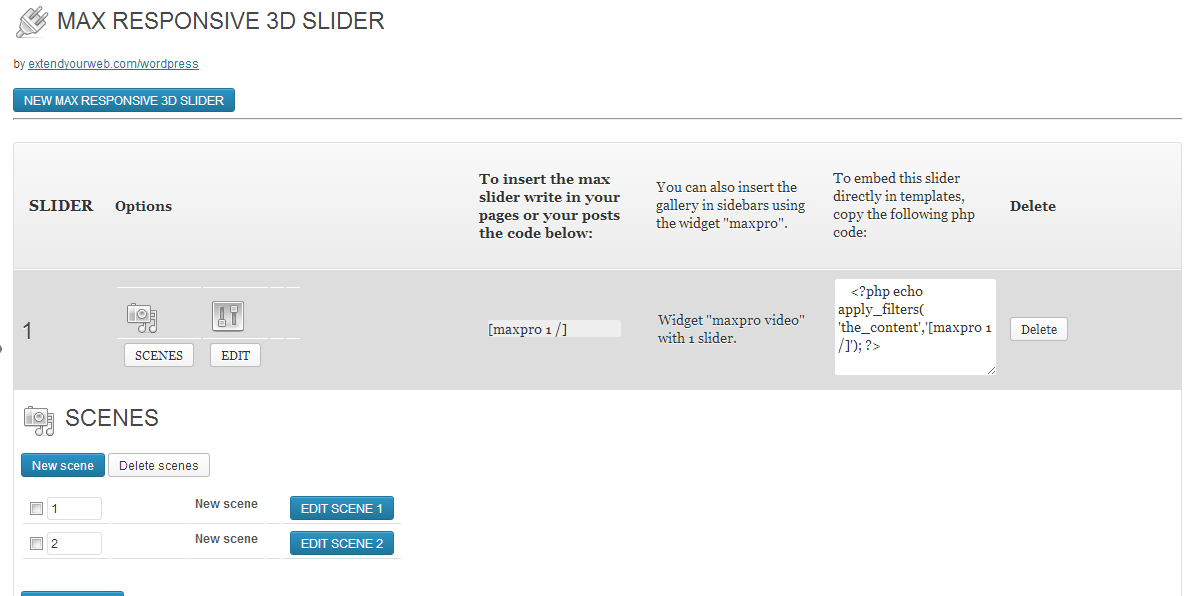 MAX RESPONSIVE 3D SLIDER
by extendyourweb.com/wordpress
NEW MAX RESPONSIVE 3D SLIDER
SLIDER
Options
To insert the max
slider write in your
pages or your posts
the code below:
You can also insert the
gallery in sidebars using
the widget "maxpro".
To embed this slider
directly in templates,
copy the following php
code:
Delete
1
SCENES
EDIT
[maxpro 1 /]
Widget "maxpro video"
with 1 slider.
<?php echo
apply_filters(
'the_content','[maxpro 1
/]'); ?>
Delete
SCENES
New scene
Delete scenes
1
New scene
EDIT SCENE 1
2
New scene
EDIT SCENE 2